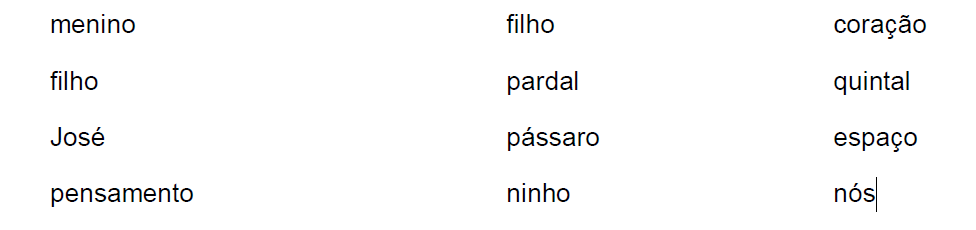 menino filho coração
filho pardal quintal
José pássaro espaço
pensamento ninho nós